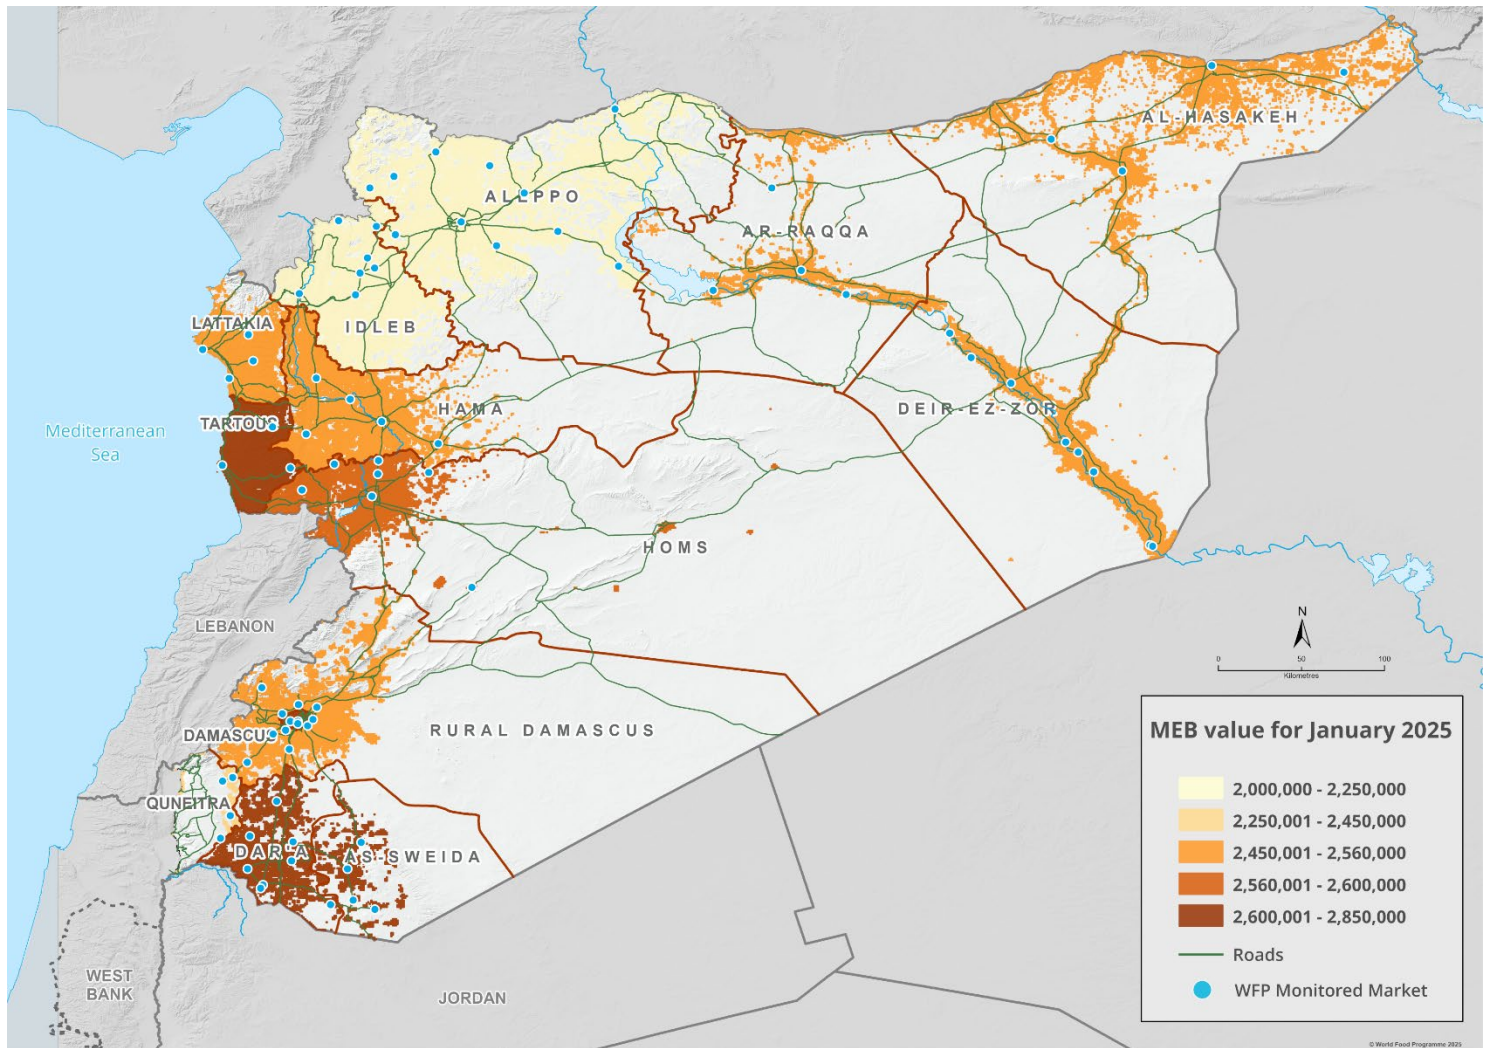 AL-HASAKEH
ALEPPO
AR-RAQQA
LATTAKIA
IDLEB
HAMA
DEIR-EZ-ZOR
TARTOUS
Mediterranean
Sea
HOMS
LEBANON
N
0 50 100
Kilometres
DAMASCUS
RURAL DAMASCUS
QUNEITRA
DAR'A
AS-SWEIDA
WEST
BANK
JORDAN
MEB value for January 2025
2,000,000 - 2,250,000
2,250,001 - 2,450,000
2,450,001 - 2,560,000
2,560,001 - 2,600,000
2,600,001 - 2,850,000
Roads
WFP Monitored Market
© World Food Programme 2025